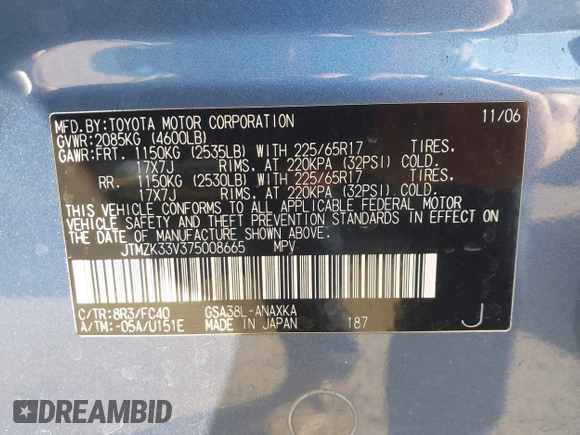 MFD.BY:TOYOTA MOTOR CORPORATION 11/06
GVWR:2085KG (4600LB)
GAWR:FRT. 1150KG (2535LB) WITH 225/65R17 TIRES.
17X7J RIMS. AT 220KPA (32PSI) COLD.
RR. 1150KG (2530LB) WITH 225/65R17 TIRES.
17X7J RIMS. AT 220KPA (32PSI) COLD.
THIS VEHICLE CONFORMS TO ALL APPLICABLE FEDERAL MOTOR
VEHICLE SAFETY AND THEFT PREVENTION STANDARDS IN EFFECT
ON THE DATE OF MANUFACTURE SHOWN ABOVE.
JTMZK33V375008665 MPV
C/TR:8R3/FC40 GSA38L-ANAXKA
A/TM:-05A/U151E MADE IN JAPAN 187 J
DREAMBID